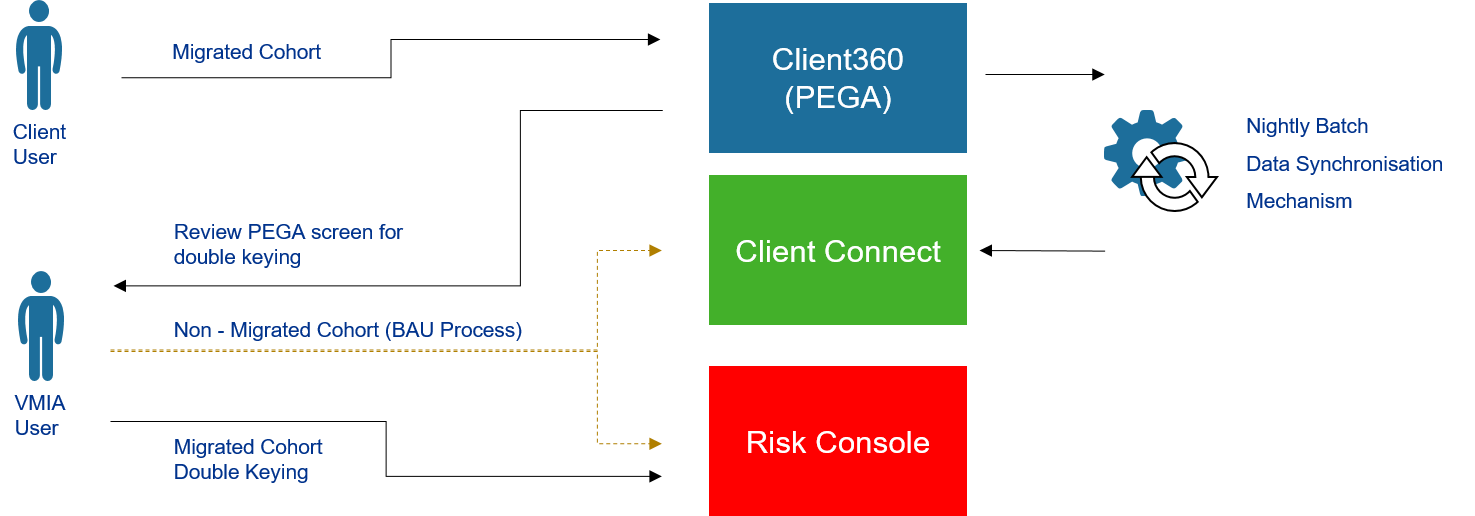 Migrated Cohort
Client
User
Client360
(PEGA)
Nightly Batch
Data Synchronisation
Mechanism
Review PEGA screen for
double keying
Client Connect
Non - Migrated Cohort (BAU Process)
VMIA
User
Migrated Cohort
Double Keying
Risk Console